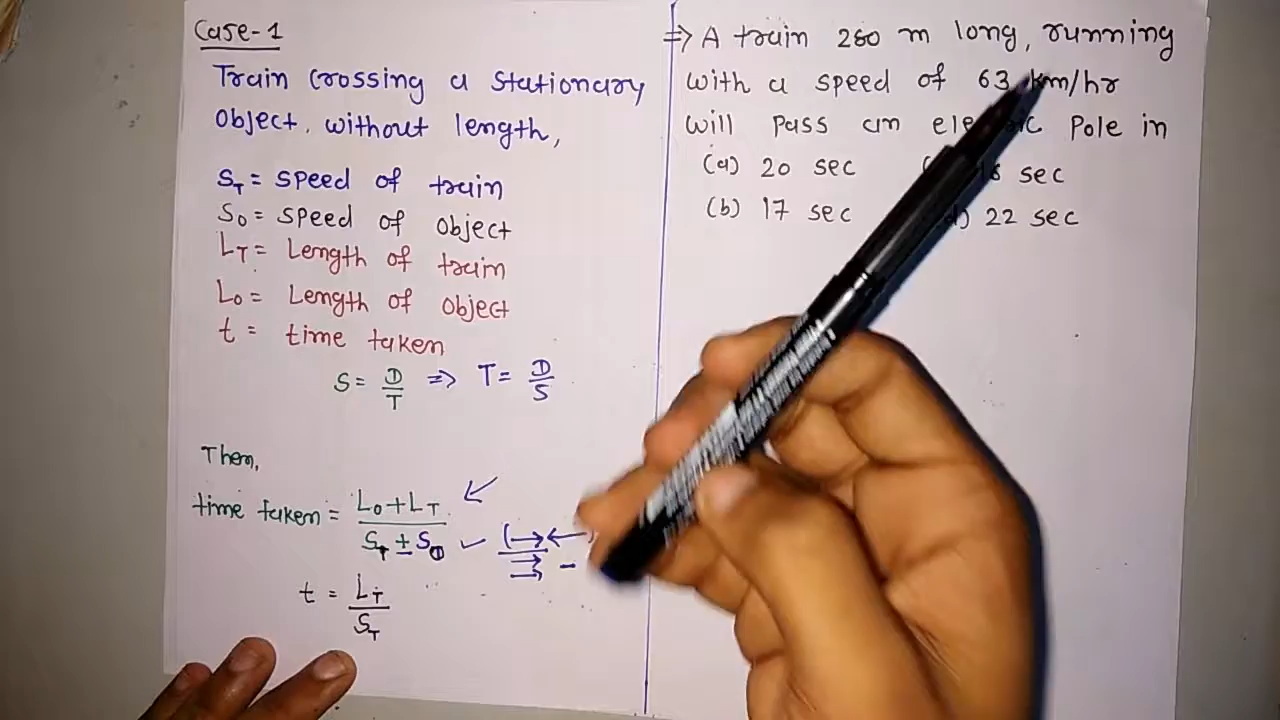 Case-1
Train Crossing a Stationary
Object. without length,
ST = speed of train
SO = speed of object
LT = Length of train
LO = Length of object
t = time taken
S = D/T => T = D/S
Then,
time taken = LO+LT / ST ± SO
t = LT / ST
=> A train 280 m long, running
with a speed of 63 km/hr
will pass an Pole in
(a) 20 sec sec
(b) 17 sec (d) 22 sec